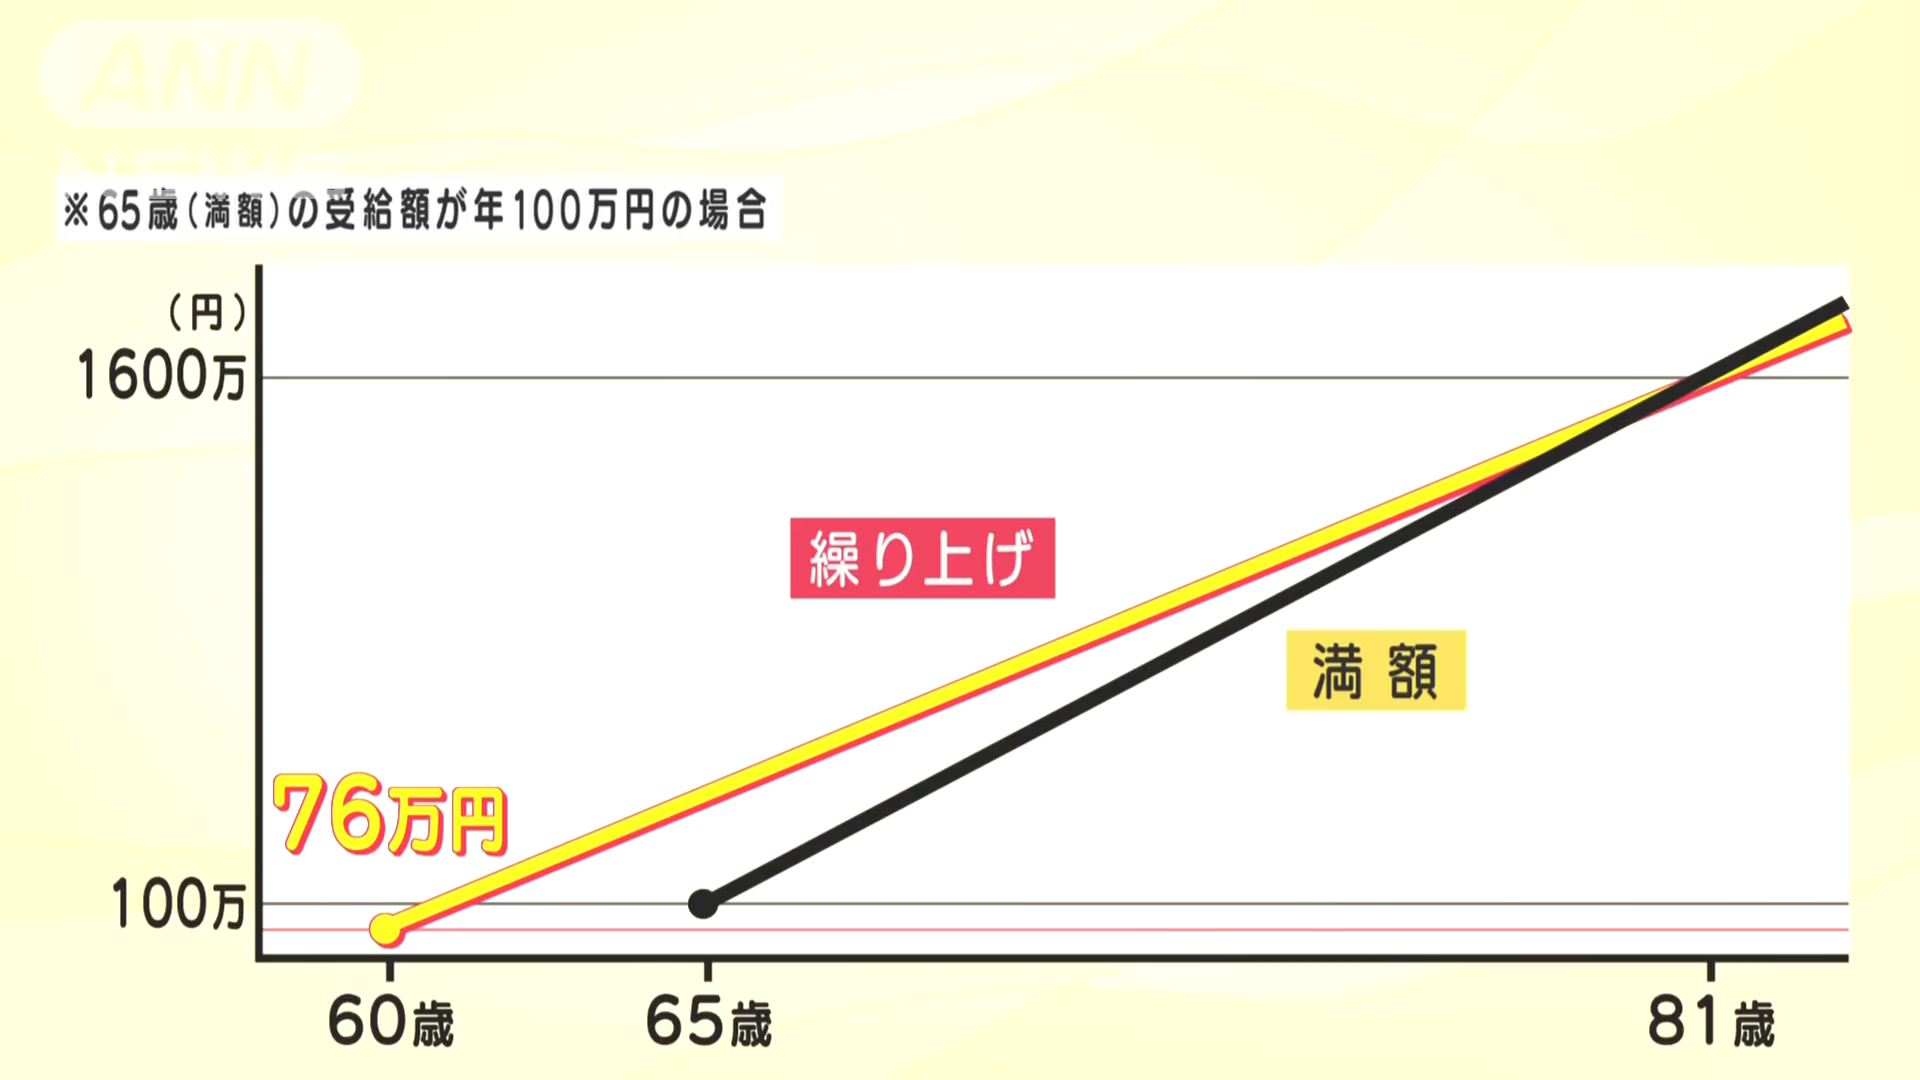 ANN
NEWS
※65歳(満額)の受給額が年100万円の場合
(円)
1600万
繰り上げ
満額
76万円
100万
60歳
65歳
81歳